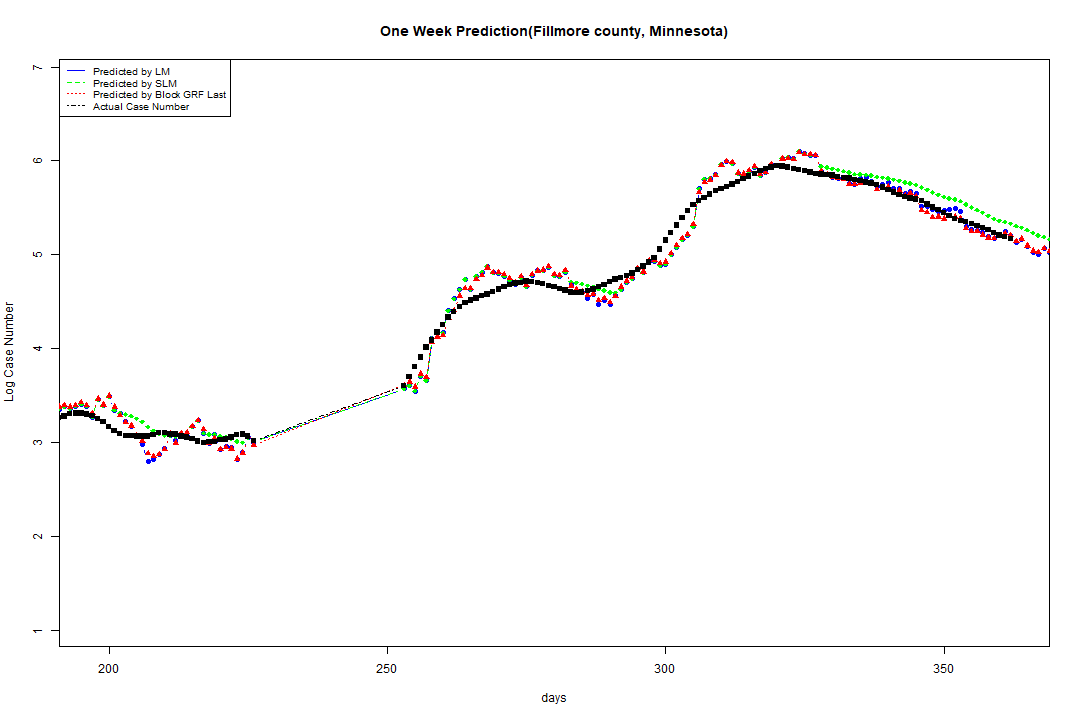 One Week Prediction(Fillmore county, Minnesota)
Predicted by LM
Predicted by SLM
Predicted by Block GRF Last
Actual Case Number
7
6
5
4
3
2
1
Log Case Number
200
250
300
350
days